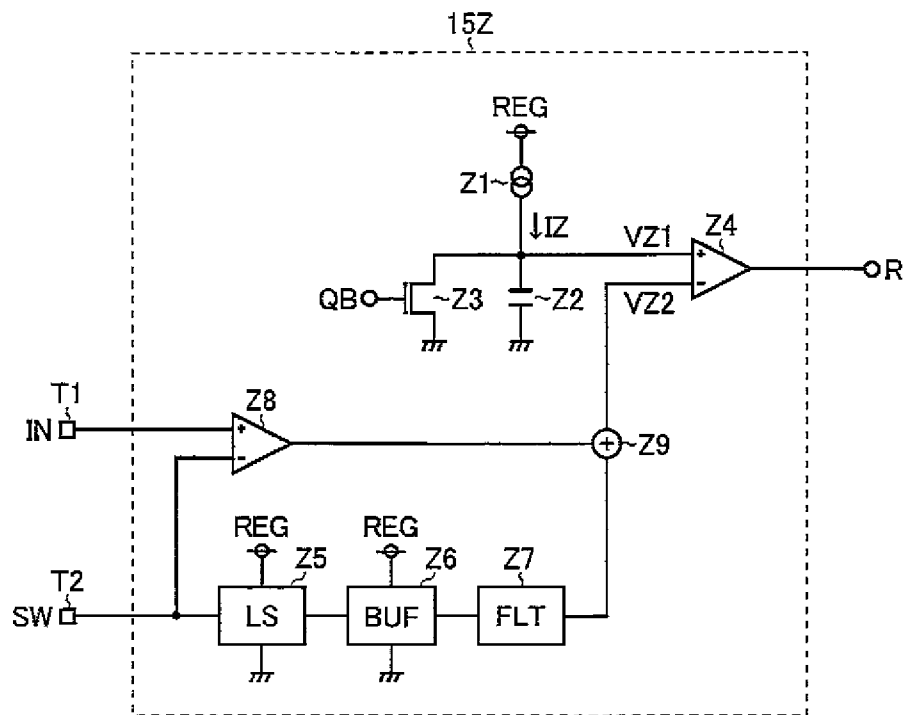 15Z
REG
Z1
↓IZ
VZ1
Z4
R
QB
Z3
Z2
VZ2
+
-
T1
IN
Z8
+
-
+
Z9
REG
REG
T2
SW
Z5
LS
Z6
BUF
Z7
FLT